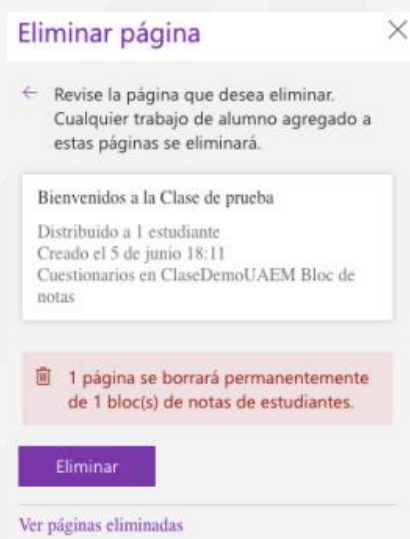 Eliminar página
Revise la página que desea eliminar.
Cualquier trabajo de alumno agregado a
estas páginas se eliminará.
Bienvenidos a la Clase de prueba
Distribuido a 1 estudiante
Creado el 5 de junio 18:11
Cuestionarios en ClaseDemoUAEM Bloc de
notas
1 página se borrará permanentemente
de 1 bloc(s) de notas de estudiantes.
Eliminar
Ver páginas eliminadas